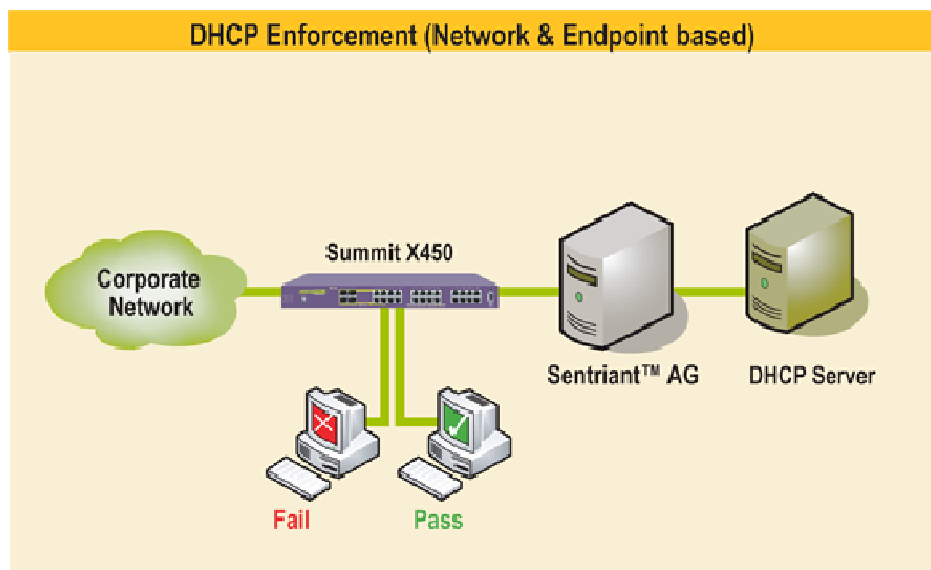 DHCP Enforcement (Network & Endpoint based)
Summit X450
Corporate
Network
Sentriant™ AG
DHCP Server
Fail
Pass